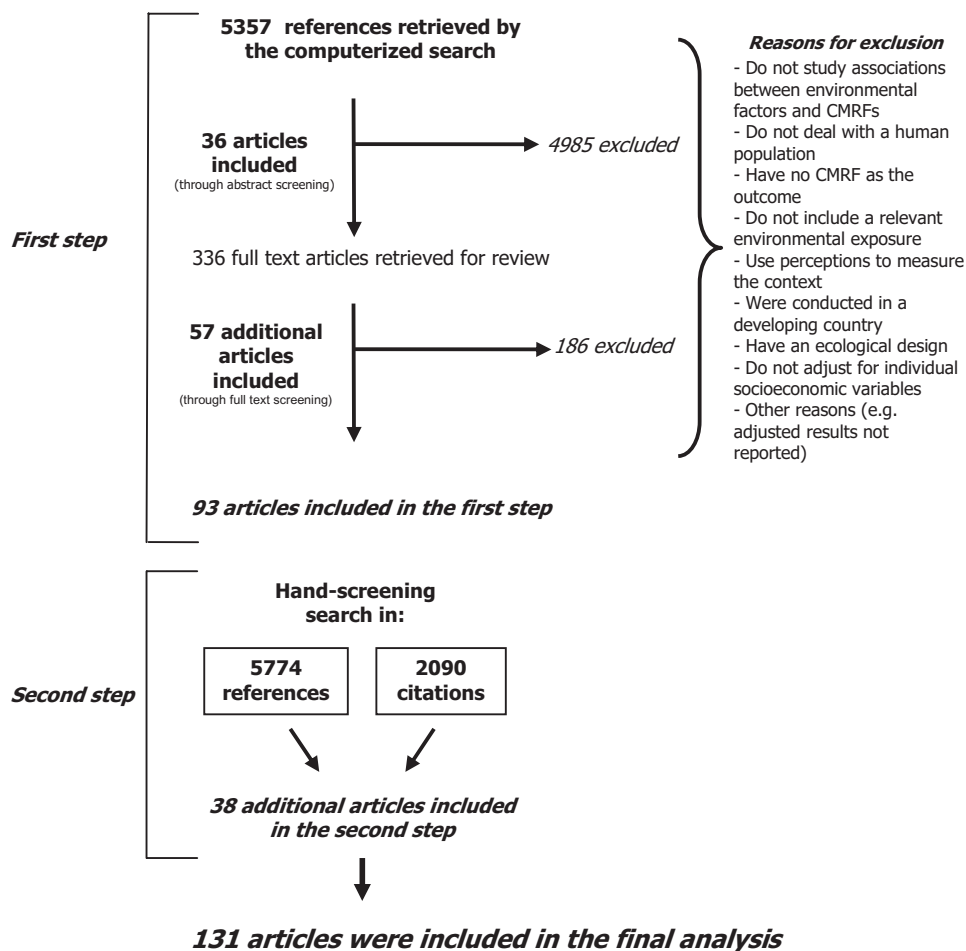 5357 references retrieved by
the computerized search
36 articles
included
(through abstract screening)
4985 excluded
First step
336 full text articles retrieved for review
57 additional
articles
included
(through full text screening)
186 excluded
93 articles included in the first step
Reasons for exclusion
- Do not study associations
between environmental
factors and CMRFs
- Do not deal with a human
population
- Have no CMRF as the
outcome
- Do not include a relevant
environmental exposure
- Use perceptions to measure
the context
- Were conducted in a
developing country
- Have an ecological design
- Do not adjust for individual
socioeconomic variables
- Other reasons (e.g.
adjusted results not
reported)
Second step
Hand-screening
search in:
5774
references
2090
citations
38 additional articles included
in the second step
131 articles were included in the final analysis